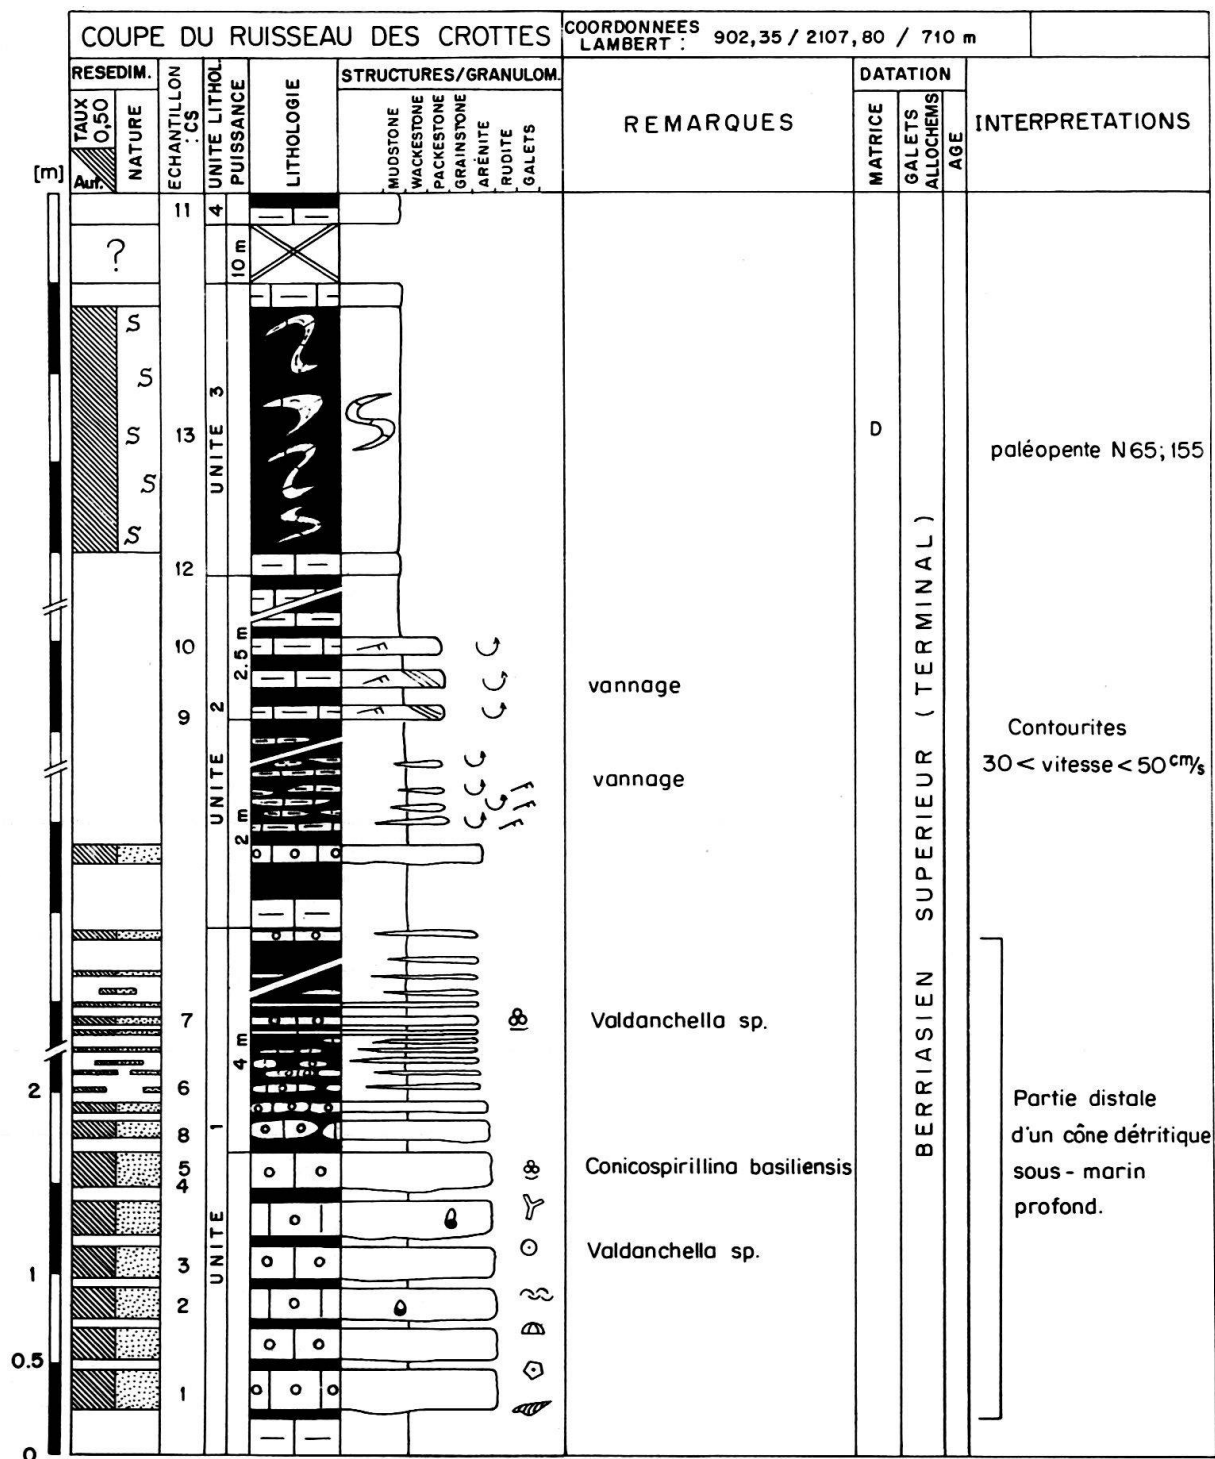 COUPE DU RUISSEAU DES CROTTES
COORDONNEES
LAMBERT : 902,35 / 2107,80 / 710 m
RESEDIM.
TAUX
0,50
Aut.
NATURE
ECHANTILLON
: CS
UNITE LITHOL.
PUISSANCE
LITHOLOGIE
STRUCTURES/GRANULOM.
MUDSTONE
WACKESTONE
PACKESTONE
GRAINSTONE
ARÉNITE
RUDITE
GALETS
REMARQUES
DATATION
MATRICE
GALETS
ALLOCHEMS
AGE
INTERPRETATIONS
[m]
11
4
?
10 m
S
S
S
S
S
13
UNITE 3
D
paléopente N65; 155
12
10
2.5 m
vannage
9
UNITE 2
Contourites
30 < vitesse < 50 cm/s
vannage
2 m
BERRIASIEN SUPERIEUR (TERMINAL)
7
Valdanchella sp.
4 m
2
6
8
UNITE 1
Partie distale
d'un cône détritique
sous-marin
profond.
5
4
Conicospirillina basiliensis
3
Valdanchella sp.
1
2
0.5
1
0